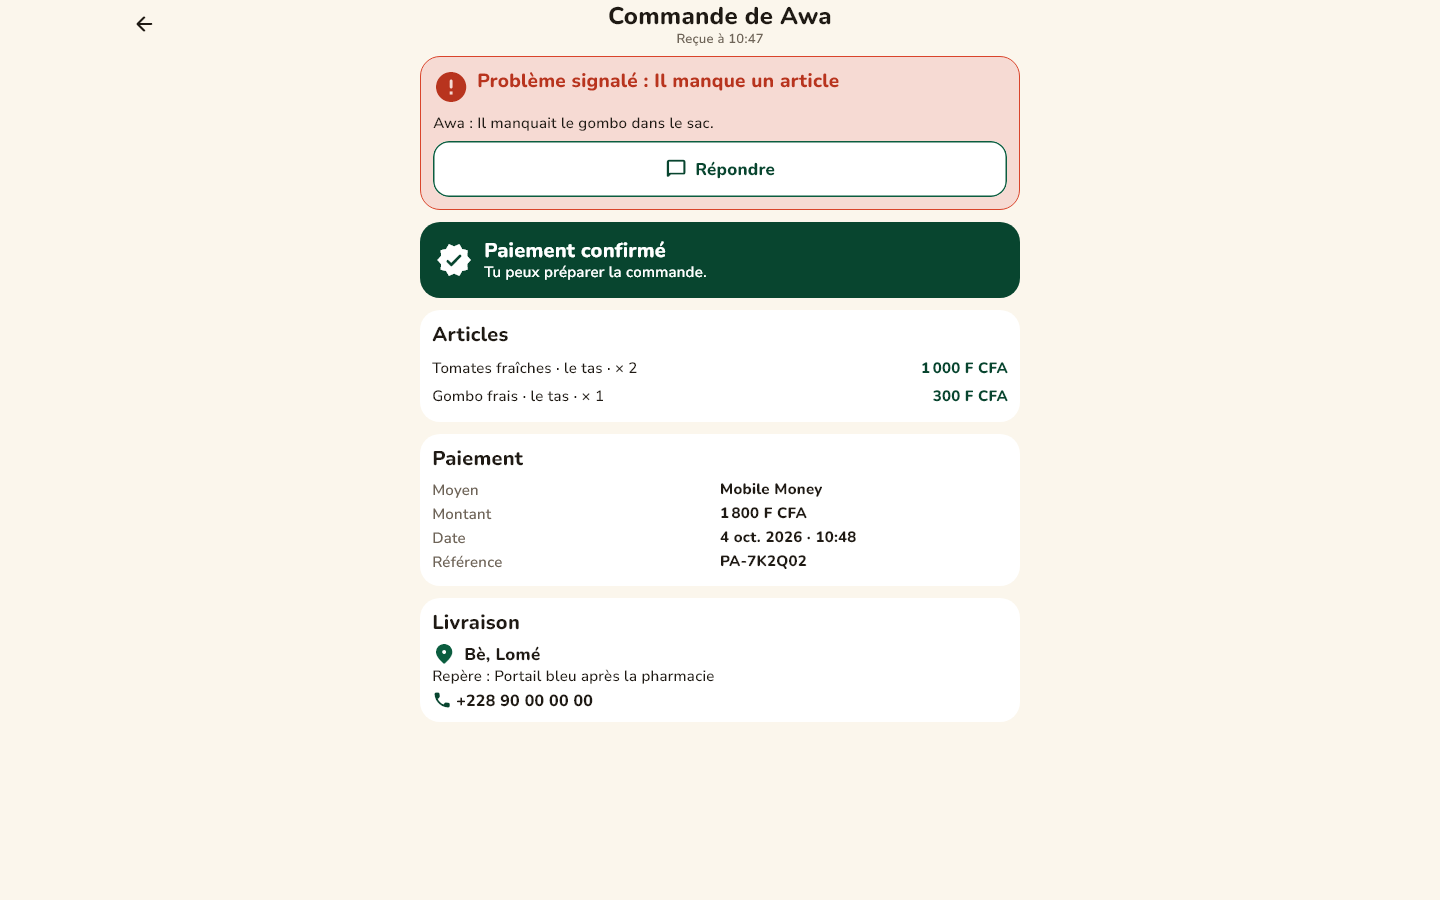 Commande de Awa
Reçue à 10:47
Problème signalé : Il manque un article
Awa : Il manquait le gombo dans le sac.
Répondre
Paiement confirmé
Tu peux préparer la commande.
Articles
Tomates fraîches · le tas · × 2 1 000 F CFA
Gombo frais · le tas · × 1 300 F CFA
Paiement
Moyen Mobile Money
Montant 1 800 F CFA
Date 4 oct. 2026 · 10:48
Référence PA-7K2Q02
Livraison
Bè, Lomé
Repère : Portail bleu après la pharmacie
+228 90 00 00 00